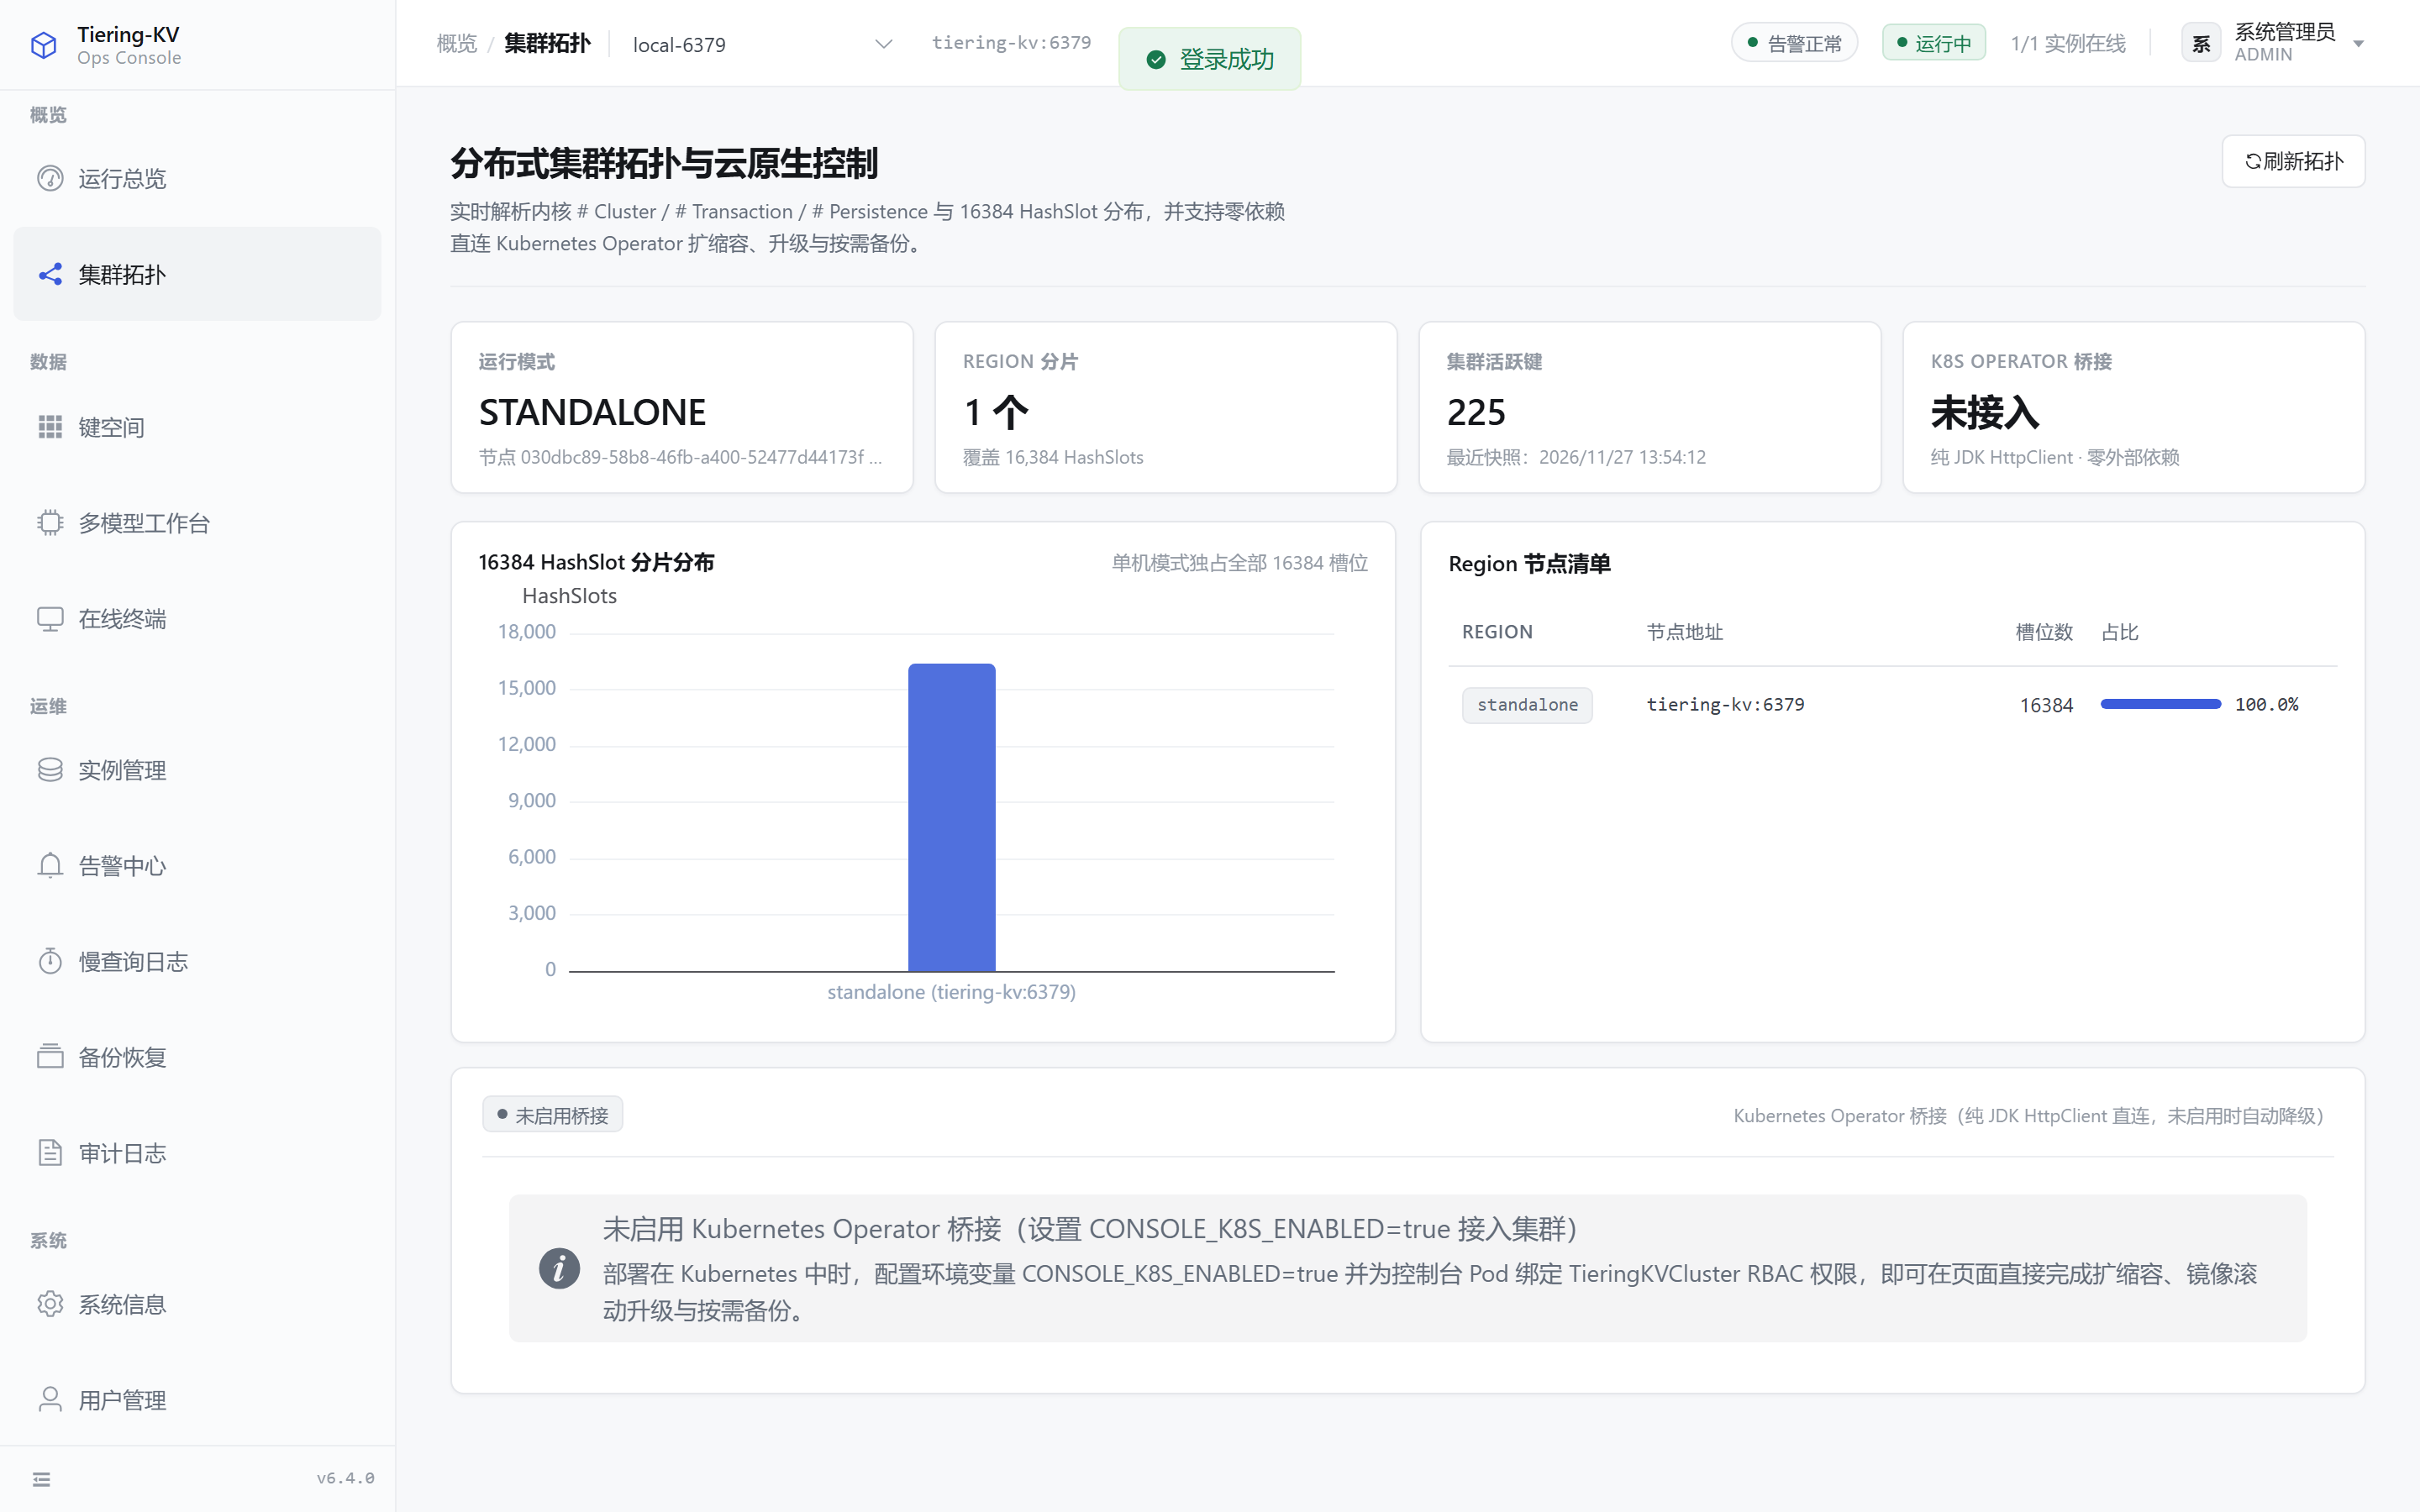 Tiering-KV
Ops Console
概览
运行总览
集群拓扑
数据
键空间
多模型工作台
在线终端
运维
实例管理
告警中心
慢查询日志
备份恢复
审计日志
系统
系统信息
用户管理
v6.4.0
概览 / 集群拓扑
local-6379
tiering-kv:6379
登录成功
告警正常
运行中
1/1 实例在线
系
系统管理员
ADMIN
分布式集群拓扑与云原生控制
实时解析内核 # Cluster / # Transaction / # Persistence 与 16384 HashSlot 分布，并支持零依赖
直连 Kubernetes Operator 扩缩容、升级与按需备份。
刷新拓扑
运行模式
STANDALONE
节点 030dbc89-58b8-46fb-a400-52477d44173f ...
REGION 分片
1 个
覆盖 16,384 HashSlots
集群活跃键
225
最近快照：2026/11/27 13:54:12
K8S OPERATOR 桥接
未接入
纯 JDK HttpClient · 零外部依赖
16384 HashSlot 分片分布
单机模式独占全部 16384 槽位
HashSlots
18,000
15,000
12,000
9,000
6,000
3,000
0
standalone (tiering-kv:6379)
Region 节点清单
REGION 节点地址 槽位数 占比
standalone tiering-kv:6379 16384 100.0%
未启用桥接
Kubernetes Operator 桥接（纯 JDK HttpClient 直连，未启用时自动降级）
未启用 Kubernetes Operator 桥接（设置 CONSOLE_K8S_ENABLED=true 接入集群）
部署在 Kubernetes 中时，配置环境变量 CONSOLE_K8S_ENABLED=true 并为控制台 Pod 绑定 TieringKVCluster RBAC 权限，即可在页面直接完成扩缩容、镜像滚
动升级与按需备份。